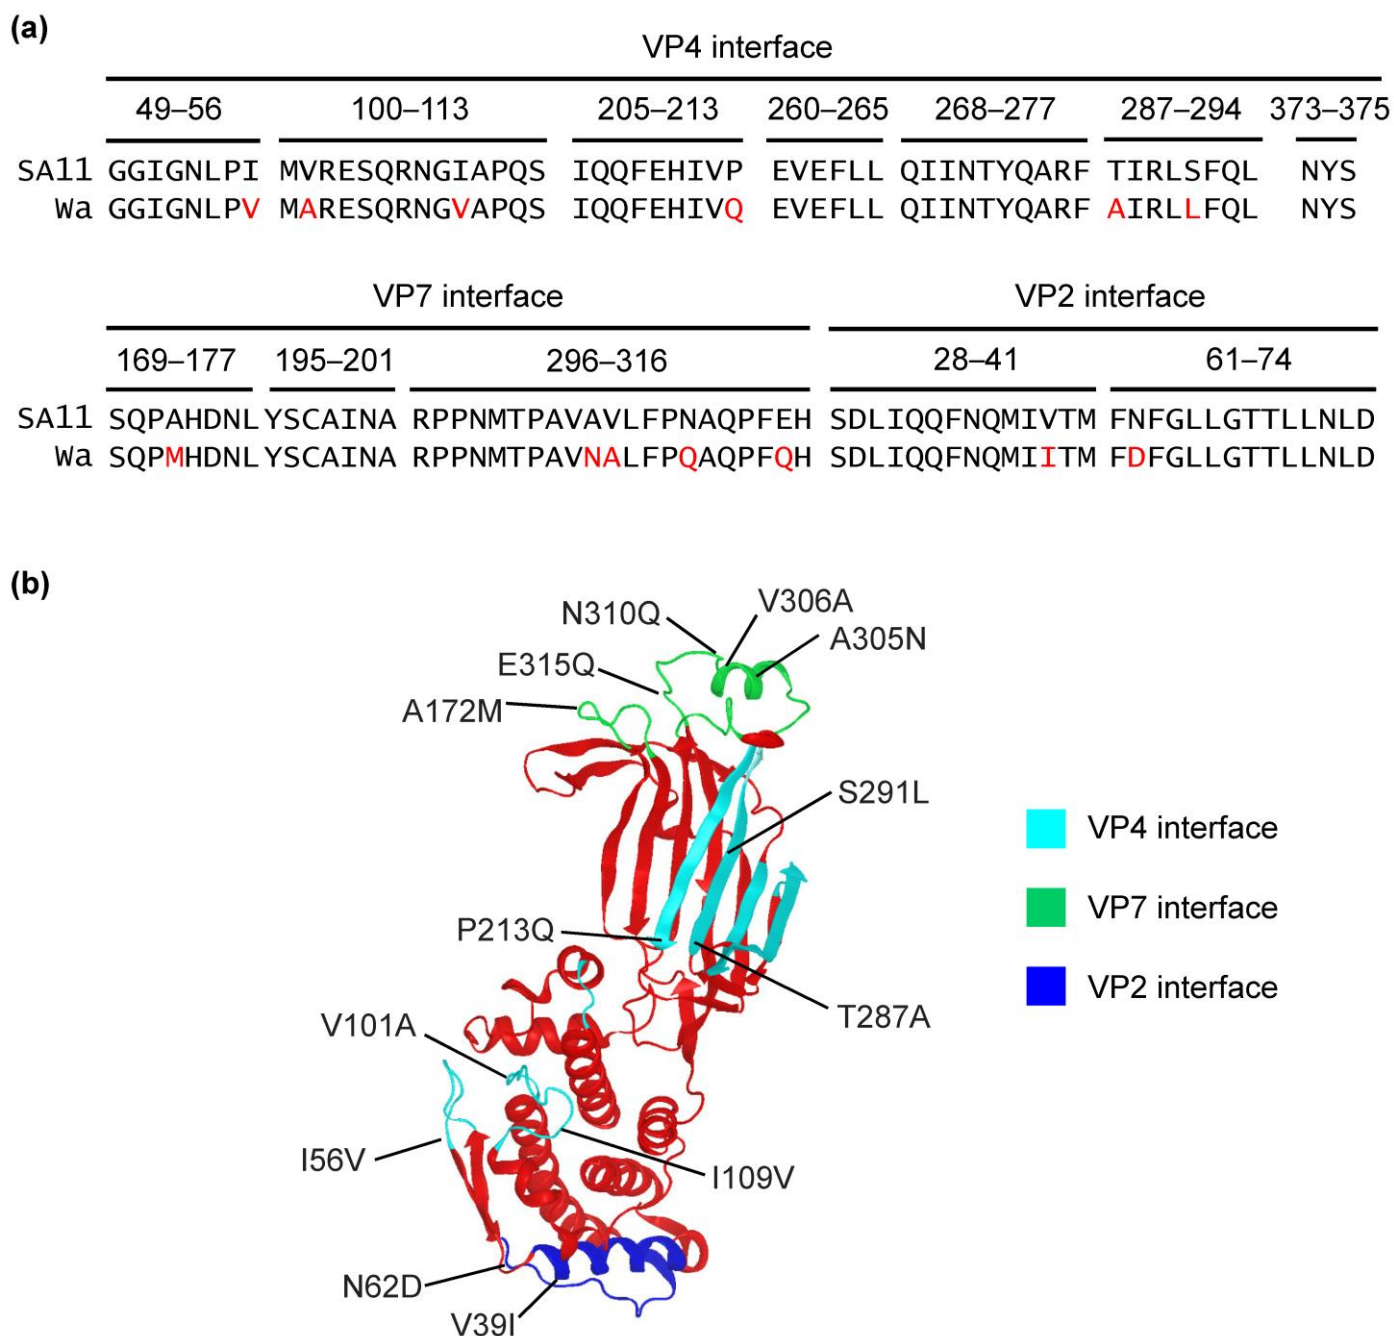 (a)
VP4 interface
49–56 100–113 205–213 260–265 268–277 287–294 373–375
SA11 GGIGNLPI MVRESQRNGIAPQS IQQFEHIVP EVEFLL QIINTYQARF TIRLSFQL NYS
Wa GGIGNLPV MARESQRNGVAPQS IQQFEHIVQ EVEFLL QIINTYQARF AIRLLFQL NYS
VP7 interface VP2 interface
169–177 195–201 296–316 28–41 61–74
SA11 SQPAHDNL YSCAINA RPPNMTPAVAVLFPNAQPFEH SDLIQQFNQMIVTM FNFGLLGTTLLNLD
Wa SQPMHDNL YSCAINA RPPNMTPAVNALFPQAQPFQH SDLIQQFNQMIITM FDFGLLGTTLLNLD
(b)
V306A
N310Q
A305N
E315Q
A172M
S291L
VP4 interface
VP7 interface
P213Q
VP2 interface
T287A
V101A
I56V
I109V
N62D
V39I